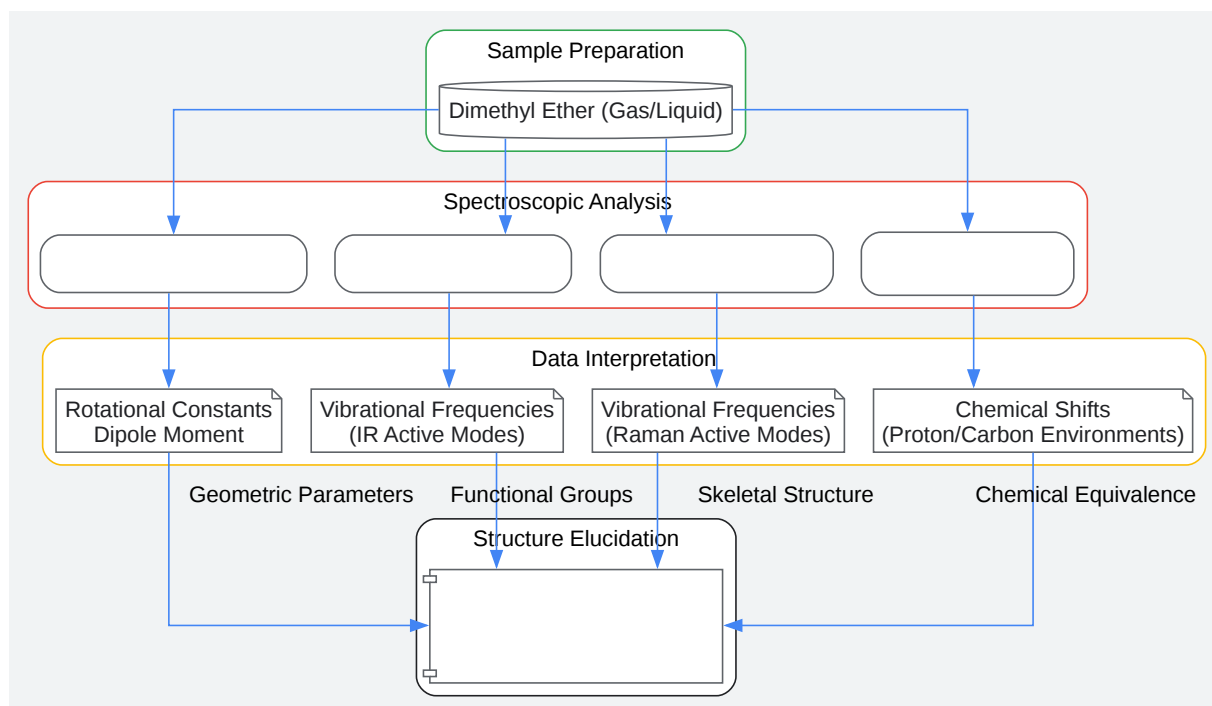 Sample Preparation
Dimethyl Ether (Gas/Liquid)
Spectroscopic Analysis
Data Interpretation
Rotational Constants
Dipole Moment
Vibrational Frequencies
(IR Active Modes)
Vibrational Frequencies
(Raman Active Modes)
Chemical Shifts
(Proton/Carbon Environments)
Geometric Parameters
Functional Groups
Skeletal Structure
Chemical Equivalence
Structure Elucidation